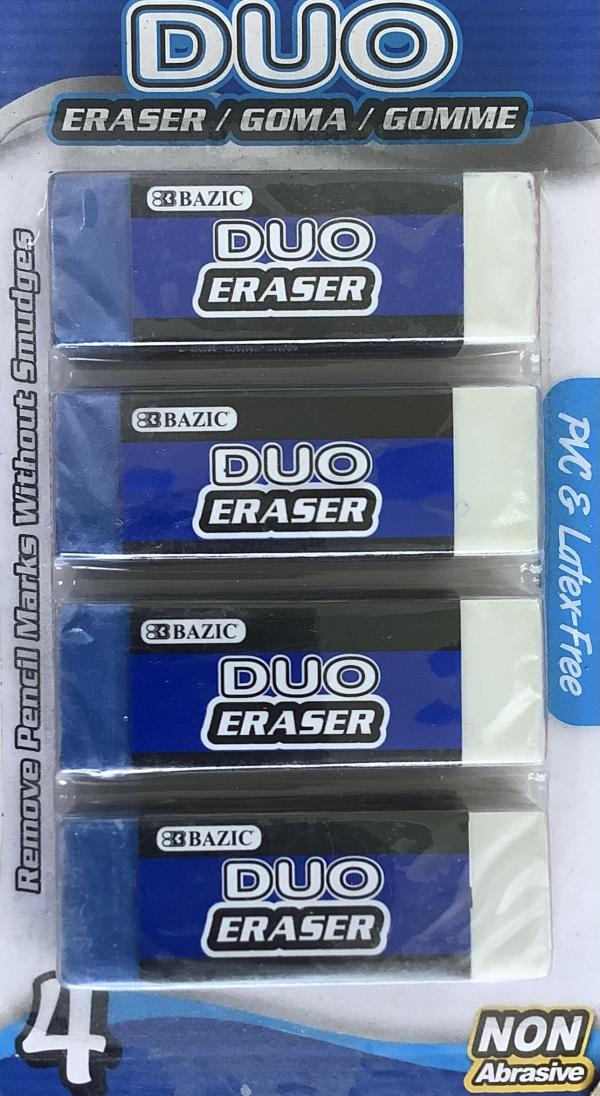 DUO
ERASER / GOMA / GOMME
BAZIC
DUO
ERASER
BAZIC
DUO
ERASER
BAZIC
DUO
ERASER
BAZIC
DUO
ERASER
Remove Pencil Marks Without Smudges
PVC & Latex-Free
4
NON
Abrasive